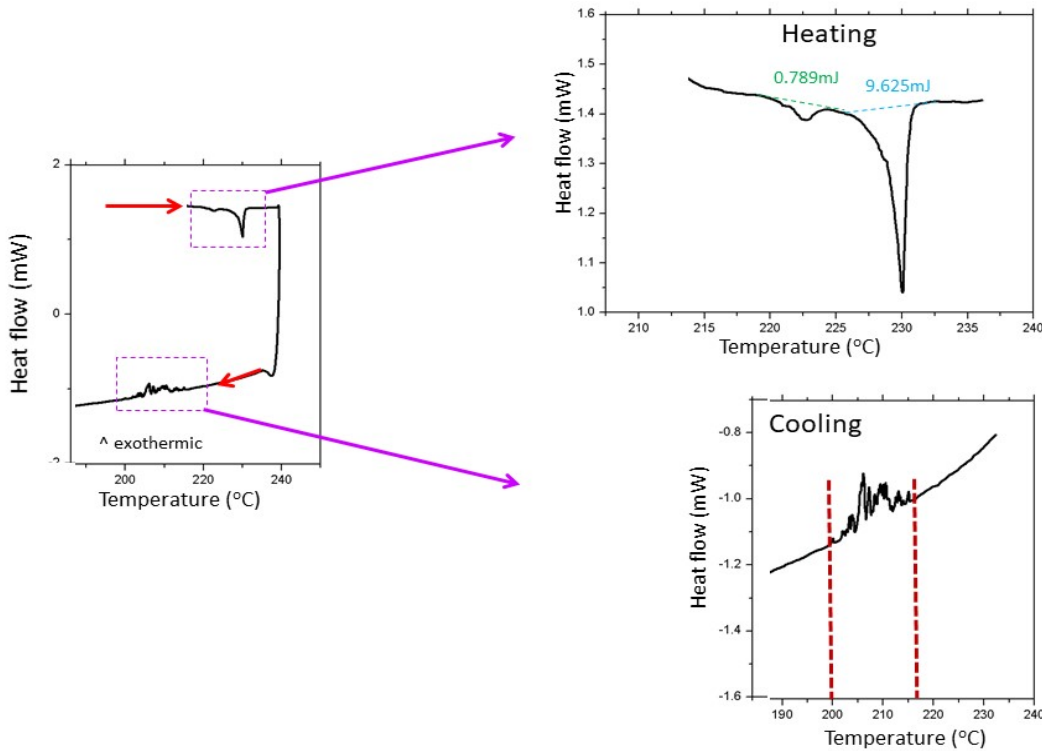 2
0
-2
Heat flow (mW)
^ exothermic
200 220 240
Temperature (°C)
Heating
0.789mJ 9.625mJ
1.6
1.5
1.4
1.3
1.2
1.1
1.0
Heat flow (mW)
210 215 220 225 230 235 240
Temperature (°C)
Cooling
-0.8
-1.0
-1.2
-1.4
-1.6
Heat flow (mW)
190 200 210 220 230 240
Temperature (°C)